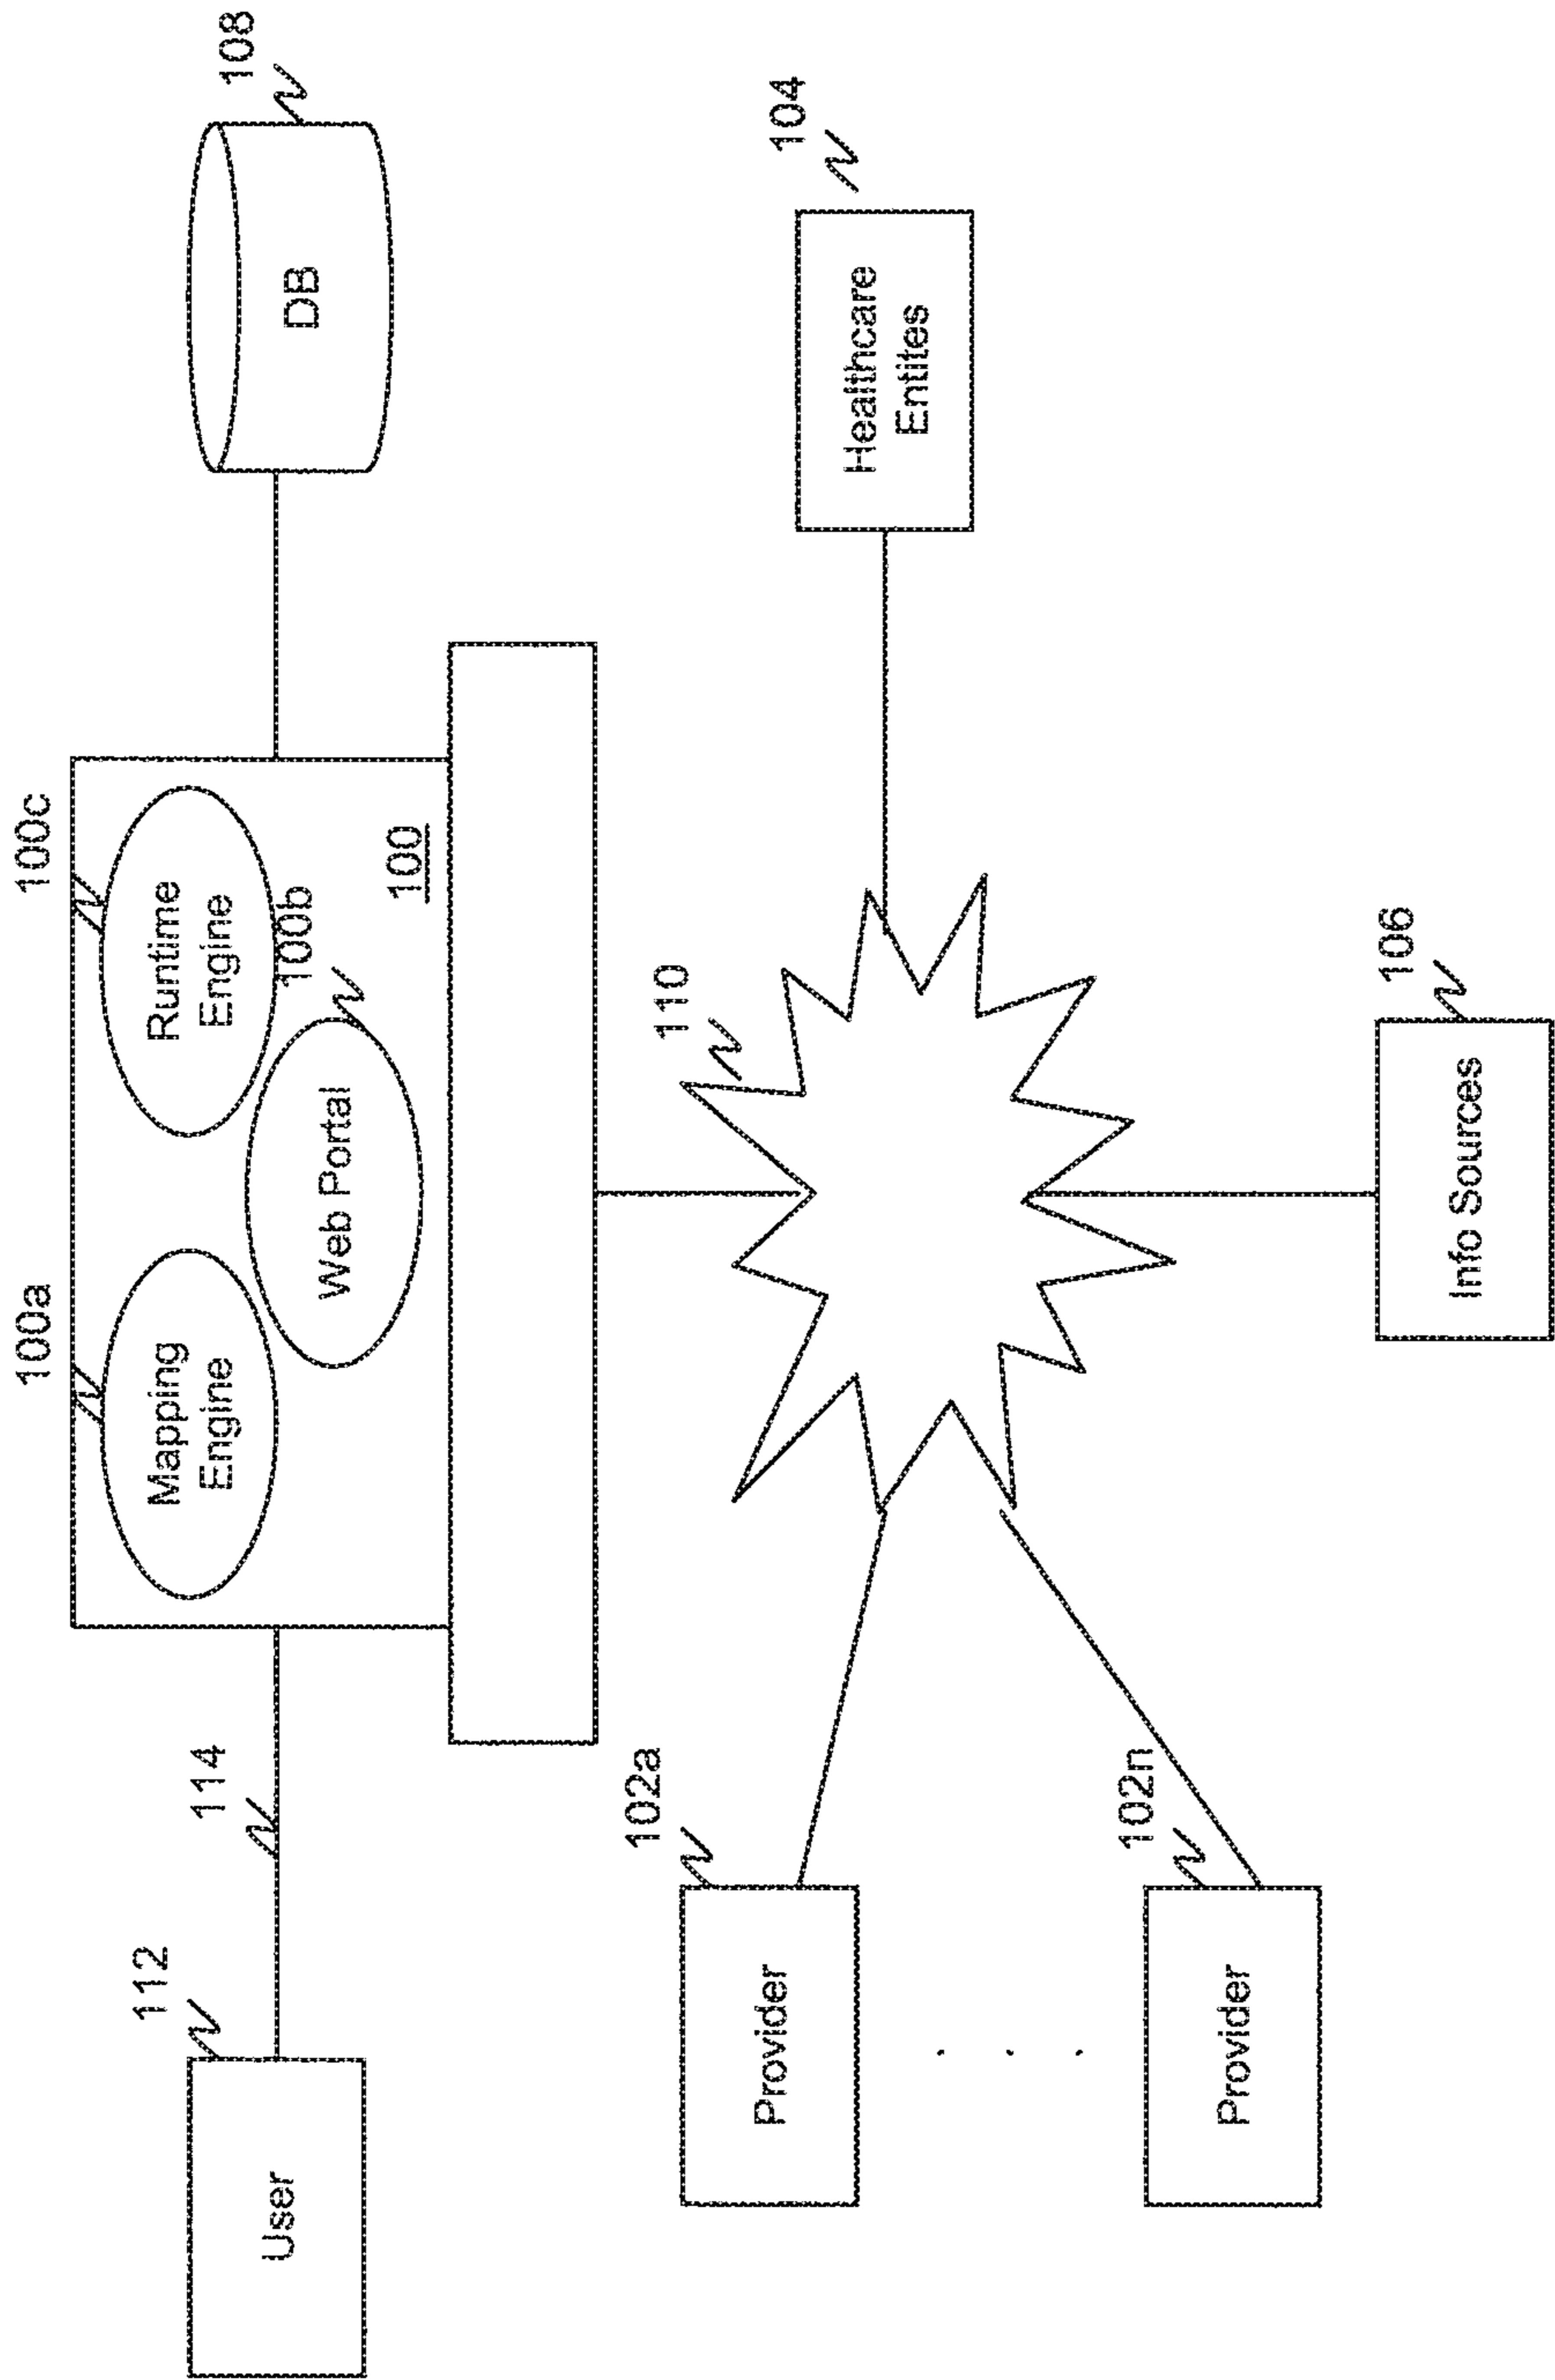 100a
100c
108
Mapping
Engine
Runtime
Engine
112
114
100b
DB
User
Web Portal
100
110
104
102a
Provider
Healthcare
Entites
102n
Provider
106
Info Sources